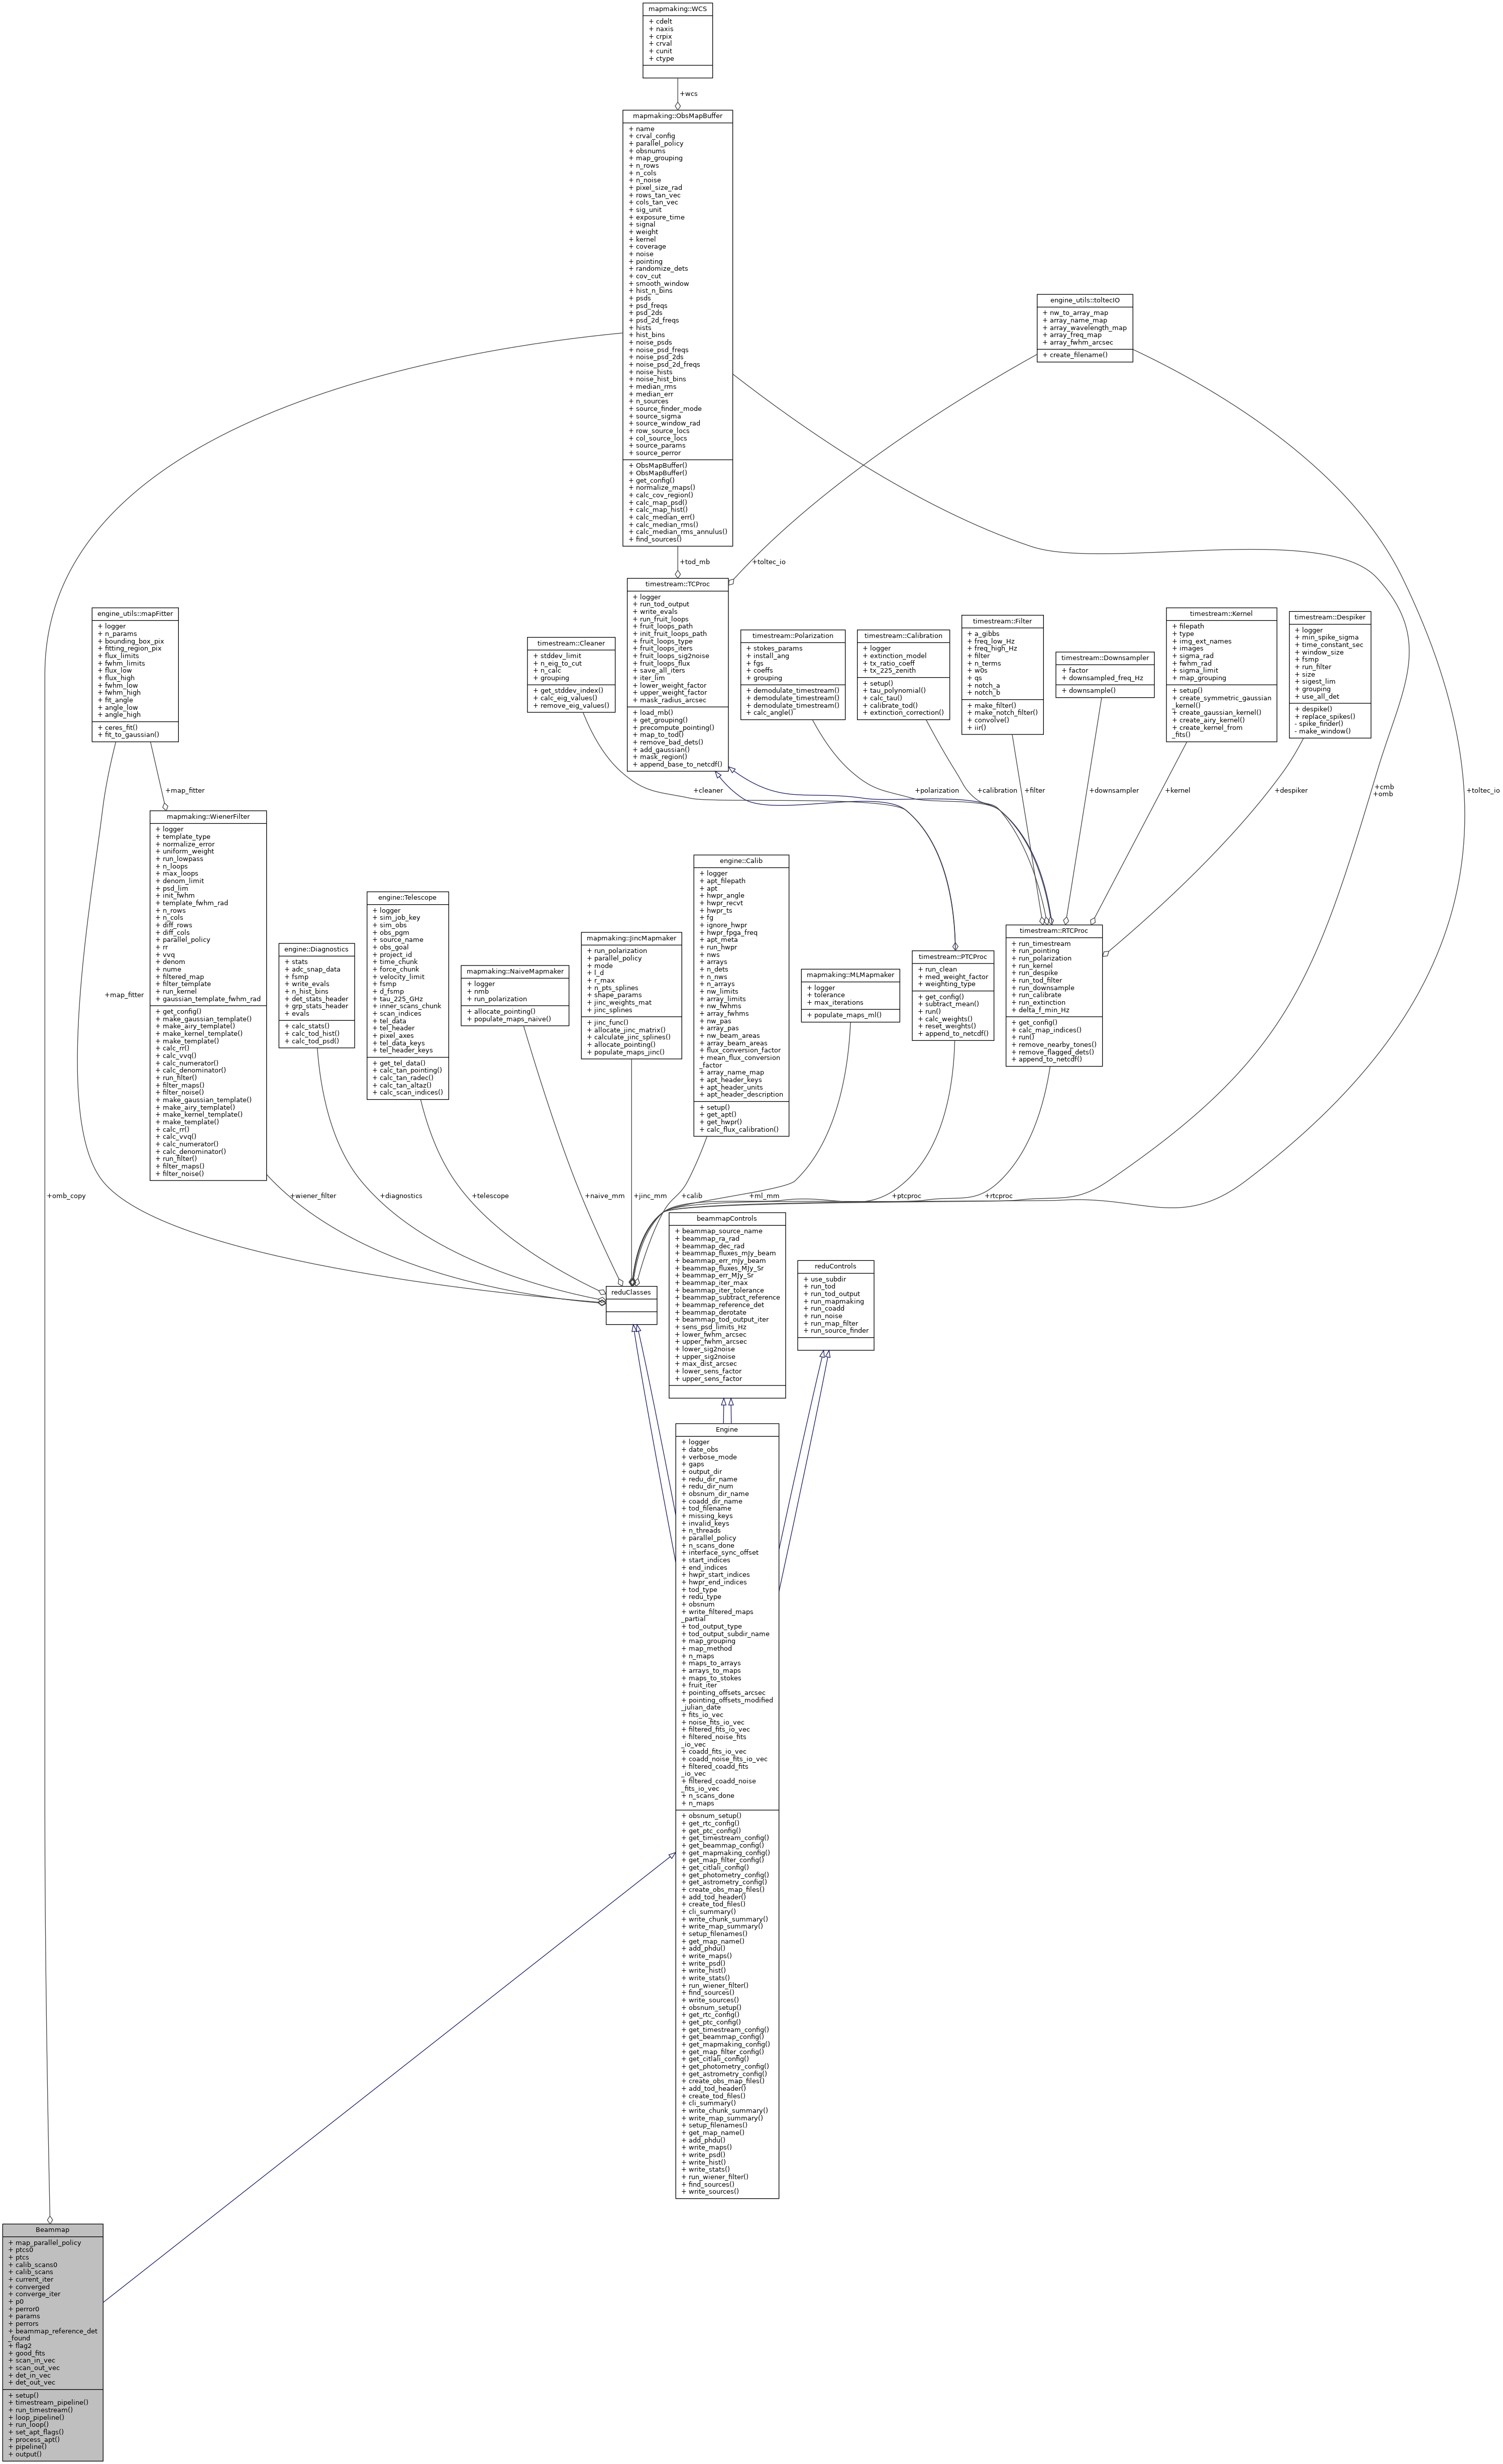 mapmaking::WCS
+ cdelt
+ naxis
+ crpix
+ crval
+ cunit
+ ctype
+wcs
mapmaking::ObsMapBuffer
+ name
+ crval_config
+ parallel_policy
+ obsnums
+ map_grouping
+ n_rows
+ n_cols
+ n_noise
+ pixel_size_rad
+ rows_tan_vec
+ cols_tan_vec
+ sig_unit
+ exposure_time
+ signal
+ weight
+ kernel
+ coverage
+ noise
+ pointing
+ randomize_dets
+ cov_cut
+ smooth_window
+ hist_n_bins
+ psds
+ psd_freqs
+ psd_2ds
+ psd_2d_freqs
+ hists
+ hist_bins
+ noise_psds
+ noise_psd_freqs
+ noise_psd_2ds
+ noise_psd_2d_freqs
+ noise_hists
+ noise_hist_bins
+ median_rms
+ median_err
+ n_sources
+ source_finder_mode
+ source_sigma
+ source_window_rad
+ row_source_locs
+ col_source_locs
+ source_params
+ source_perror
+ ObsMapBuffer()
+ ObsMapBuffer()
+ get_config()
+ normalize_maps()
+ calc_cov_region()
+ calc_map_psd()
+ calc_map_hist()
+ calc_median_err()
+ calc_median_rms()
+ calc_median_rms_annulus()
+ find_sources()
engine_utils::toltecIO
+ nw_to_array_map
+ array_name_map
+ array_wavelength_map
+ array_freq_map
+ array_fwhm_arcsec
+ create_filename()
+tod_mb
+toltec_io
engine_utils::mapFitter
+ logger
+ n_params
+ bounding_box_pix
+ fitting_region_pix
+ flux_limits
+ fwhm_limits
+ flux_low
+ flux_high
+ fwhm_low
+ fwhm_high
+ fit_angle
+ angle_low
+ angle_high
+ ceres_fit()
+ fit_to_gaussian()
timestream::Cleaner
+ stddev_limit
+ n_eig_to_cut
+ n_calc
+ grouping
+ get_stddev_index()
+ calc_eig_values()
+ remove_eig_values()
timestream::TCProc
+ logger
+ run_tod_output
+ write_evals
+ run_fruit_loops
+ fruit_loops_path
+ init_fruit_loops_path
+ fruit_loops_type
+ fruit_loops_iters
+ fruit_loops_sig2noise
+ fruit_loops_flux
+ save_all_iters
+ iter_lim
+ lower_weight_factor
+ upper_weight_factor
+ mask_radius_arcsec
+ load_mb()
+ get_grouping()
+ precompute_pointing()
+ map_to_tod()
+ remove_bad_dets()
+ add_gaussian()
+ mask_region()
+ append_base_to_netcdf()
timestream::Polarization
+ stokes_params
+ install_ang
+ fgs
+ coeffs
+ grouping
+ demodulate_timestream()
+ demodulate_timestream()
+ demodulate_timestream()
+ calc_angle()
timestream::Calibration
+ logger
+ extinction_model
+ tx_ratio_coeff
+ tx_225_zenith
+ setup()
+ tau_polynomial()
+ calc_tau()
+ calibrate_tod()
+ extinction_correction()
timestream::Filter
+ a_gibbs
+ freq_low_Hz
+ freq_high_Hz
+ filter
+ n_terms
+ w0s
+ qs
+ notch_a
+ notch_b
+ make_filter()
+ make_notch_filter()
+ convolve()
+ iir()
timestream::Downsampler
+ factor
+ downsampled_freq_Hz
+ downsample()
timestream::Kernel
+ filepath
+ type
+ img_ext_names
+ images
+ sigma_rad
+ fwhm_rad
+ sigma_limit
+ map_grouping
+ setup()
+ create_symmetric_gaussian
_kernel()
+ create_gaussian_kernel()
+ create_airy_kernel()
+ create_kernel_from
_fits()
timestream::Despiker
+ logger
+ min_spike_sigma
+ time_constant_sec
+ window_size
+ fsmp
+ run_filter
+ size
+ sigest_lim
+ grouping
+ use_all_det
+ despike()
+ replace_spikes()
- spike_finder()
- make_window()
+map_fitter
+cleaner
+polarization
+calibration
+filter
+downsampler
+kernel
+despiker
+cmb
+omb
+toltec_io
mapmaking::WienerFilter
+ logger
+ template_type
+ normalize_error
+ uniform_weight
+ run_lowpass
+ n_loops
+ max_loops
+ denom_limit
+ psd_lim
+ init_fwhm
+ template_fwhm_rad
+ n_rows
+ n_cols
+ diff_rows
+ diff_cols
+ parallel_policy
+ rr
+ vvq
+ denom
+ nume
+ filtered_map
+ filter_template
+ run_kernel
+ gaussian_template_fwhm_rad
+ get_config()
+ make_gaussian_template()
+ make_airy_template()
+ make_kernel_template()
+ make_template()
+ calc_rr()
+ calc_vvq()
+ calc_numerator()
+ calc_denominator()
+ run_filter()
+ filter_maps()
+ filter_noise()
+ make_gaussian_template()
+ make_airy_template()
+ make_kernel_template()
+ make_template()
+ calc_rr()
+ calc_vvq()
+ calc_numerator()
+ calc_denominator()
+ run_filter()
+ filter_maps()
+ filter_noise()
engine::Diagnostics
+ stats
+ adc_snap_data
+ fsmp
+ write_evals
+ n_hist_bins
+ det_stats_header
+ grp_stats_header
+ evals
+ calc_stats()
+ calc_tod_hist()
+ calc_tod_psd()
engine::Telescope
+ logger
+ sim_job_key
+ sim_obs
+ obs_pgm
+ source_name
+ obs_goal
+ project_id
+ time_chunk
+ force_chunk
+ velocity_limit
+ fsmp
+ d_fsmp
+ tau_225_GHz
+ inner_scans_chunk
+ scan_indices
+ tel_data
+ tel_header
+ pixel_axes
+ tel_data_keys
+ tel_header_keys
+ get_tel_data()
+ calc_tan_pointing()
+ calc_tan_radec()
+ calc_tan_altaz()
+ calc_scan_indices()
mapmaking::NaiveMapmaker
+ logger
+ nmb
+ run_polarization
+ allocate_pointing()
+ populate_maps_naive()
mapmaking::JincMapmaker
+ run_polarization
+ parallel_policy
+ mode
+ l_d
+ r_max
+ n_pts_splines
+ shape_params
+ jinc_weights_mat
+ jinc_splines
+ jinc_func()
+ allocate_jinc_matrix()
+ calculate_jinc_splines()
+ allocate_pointing()
+ populate_maps_jinc()
engine::Calib
+ logger
+ apt_filepath
+ apt
+ hwpr_angle
+ hwpr_recvt
+ hwpr_ts
+ fg
+ ignore_hwpr
+ hwpr_fpga_freq
+ apt_meta
+ run_hwpr
+ nws
+ arrays
+ n_dets
+ n_nws
+ n_arrays
+ nw_limits
+ array_limits
+ nw_fwhms
+ array_fwhms
+ nw_pas
+ array_pas
+ nw_beam_areas
+ array_beam_areas
+ flux_conversion_factor
+ mean_flux_conversion
_factor
+ array_name_map
+ apt_header_keys
+ apt_header_units
+ apt_header_description
+ setup()
+ get_apt()
+ get_hwpr()
+ calc_flux_calibration()
mapmaking::MLMapmaker
+ logger
+ tolerance
+ max_iterations
+ populate_maps_ml()
timestream::PTCProc
+ run_clean
+ med_weight_factor
+ weighting_type
+ get_config()
+ subtract_mean()
+ run()
+ calc_weights()
+ reset_weights()
+ append_to_netcdf()
timestream::RTCProc
+ run_timestream
+ run_pointing
+ run_polarization
+ run_kernel
+ run_despike
+ run_tod_filter
+ run_downsample
+ run_calibrate
+ run_extinction
+ delta_f_min_Hz
+ get_config()
+ calc_map_indices()
+ run()
+ remove_nearby_tones()
+ remove_flagged_dets()
+ append_to_netcdf()
+map_fitter
+omb_copy
+wiener_filter
+diagnostics
+telescope
+naive_mm
+jinc_mm
+calib
+ml_mm
+ptcproc
+rtcproc
reduClasses
beammapControls
+ beammap_source_name
+ beammap_ra_rad
+ beammap_dec_rad
+ beammap_fluxes_mJy_beam
+ beammap_err_mJy_beam
+ beammap_fluxes_MJy_Sr
+ beammap_err_MJy_Sr
+ beammap_iter_max
+ beammap_iter_tolerance
+ beammap_subtract_reference
+ beammap_reference_det
+ beammap_derotate
+ beammap_tod_output_iter
+ sens_psd_limits_Hz
+ lower_fwhm_arcsec
+ upper_fwhm_arcsec
+ lower_sig2noise
+ upper_sig2noise
+ max_dist_arcsec
+ lower_sens_factor
+ upper_sens_factor
reduControls
+ use_subdir
+ run_tod
+ run_tod_output
+ run_mapmaking
+ run_coadd
+ run_noise
+ run_map_filter
+ run_source_finder
Engine
+ logger
+ date_obs
+ verbose_mode
+ gaps
+ output_dir
+ redu_dir_name
+ redu_dir_num
+ obsnum_dir_name
+ coadd_dir_name
+ tod_filename
+ missing_keys
+ invalid_keys
+ n_threads
+ parallel_policy
+ n_scans_done
+ interface_sync_offset
+ start_indices
+ end_indices
+ hwpr_start_indices
+ hwpr_end_indices
+ tod_type
+ redu_type
+ obsnum
+ write_filtered_maps
_partial
+ tod_output_type
+ tod_output_subdir_name
+ map_grouping
+ map_method
+ n_maps
+ maps_to_arrays
+ arrays_to_maps
+ maps_to_stokes
+ fruit_iter
+ pointing_offsets_arcsec
+ pointing_offsets_modified
_julian_date
+ fits_io_vec
+ noise_fits_io_vec
+ filtered_fits_io_vec
+ filtered_noise_fits
_io_vec
+ coadd_fits_io_vec
+ coadd_noise_fits_io_vec
+ filtered_coadd_fits
_io_vec
+ filtered_coadd_noise
_fits_io_vec
+ n_scans_done
+ n_maps
+ obsnum_setup()
+ get_rtc_config()
+ get_ptc_config()
+ get_timestream_config()
+ get_beammap_config()
+ get_mapmaking_config()
+ get_map_filter_config()
+ get_citlali_config()
+ get_photometry_config()
+ get_astrometry_config()
+ create_obs_map_files()
+ add_tod_header()
+ create_tod_files()
+ cli_summary()
+ write_chunk_summary()
+ write_map_summary()
+ setup_filenames()
+ get_map_name()
+ add_phdu()
+ write_maps()
+ write_psd()
+ write_hist()
+ write_stats()
+ run_wiener_filter()
+ find_sources()
+ write_sources()
+ obsnum_setup()
+ get_rtc_config()
+ get_ptc_config()
+ get_timestream_config()
+ get_beammap_config()
+ get_mapmaking_config()
+ get_map_filter_config()
+ get_citlali_config()
+ get_photometry_config()
+ get_astrometry_config()
+ create_obs_map_files()
+ add_tod_header()
+ create_tod_files()
+ cli_summary()
+ write_chunk_summary()
+ write_map_summary()
+ setup_filenames()
+ get_map_name()
+ add_phdu()
+ write_maps()
+ write_psd()
+ write_hist()
+ write_stats()
+ run_wiener_filter()
+ find_sources()
+ write_sources()
Beammap
+ map_parallel_policy
+ ptcs0
+ ptcs
+ calib_scans0
+ calib_scans
+ current_iter
+ converged
+ converge_iter
+ p0
+ perror0
+ params
+ perrors
+ beammap_reference_det
_found
+ flag2
+ good_fits
+ scan_in_vec
+ scan_out_vec
+ det_in_vec
+ det_out_vec
+ setup()
+ timestream_pipeline()
+ run_timestream()
+ loop_pipeline()
+ run_loop()
+ set_apt_flags()
+ process_apt()
+ pipeline()
+ output()